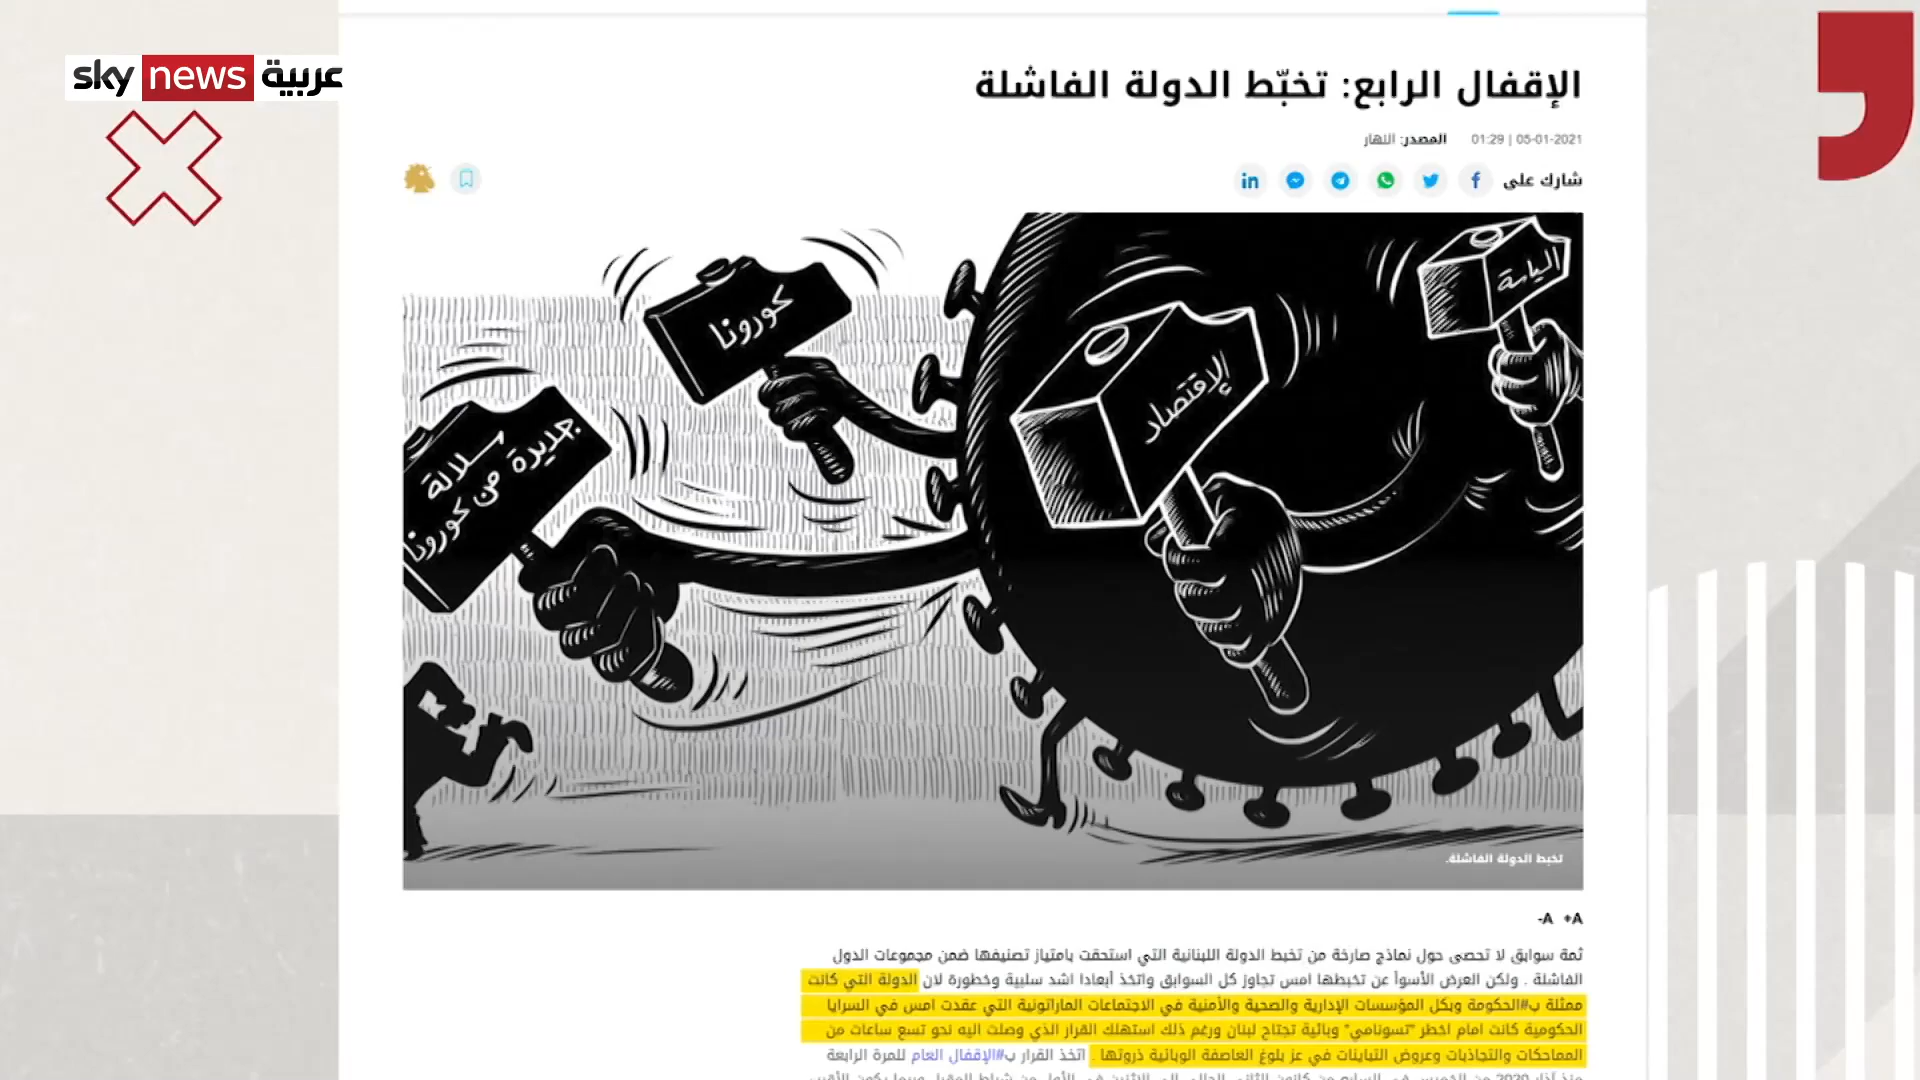 sky news عربية
الإقفال الرابع: تخبّط الدولة الفاشلة
05-01-2021 | 01:29 المصدر: النهار
شارك على
كورونا
الإقتصاد
سلالة
جديدة من كورونا
تخبط الدولة الفاشلة.
A+ A-
ثمة سوابق لا تحصى حول نماذج صارخة من تخبط الدولة اللبنانية التي استحقت بامتياز تصنيفها ضمن مجموعات الدول
الفاشلة . ولكن العرض الأسوأ عن تخبطها امس تجاوز كل السوابق واتخذ أبعادا اشد سلبية وخطورة لان الدولة التي كانت
ممثلة ب#الحكومة وبكل المؤسسات الإدارية والصحية والأمنية في الاجتماعات الماراتونية التي عقدت امس في السرايا
الحكومية كانت امام اخطر "تسونامي" وبائية تجتاح لبنان ورغم ذلك استهلك القرار الذي وصلت اليه نحو تسع ساعات من
المماحكات والتجاذبات وعروض التباينات في عز بلوغ العاصفة الوبائية ذروتها . اتخذ القرار ب#الإقفال العام للمرة الرابعة